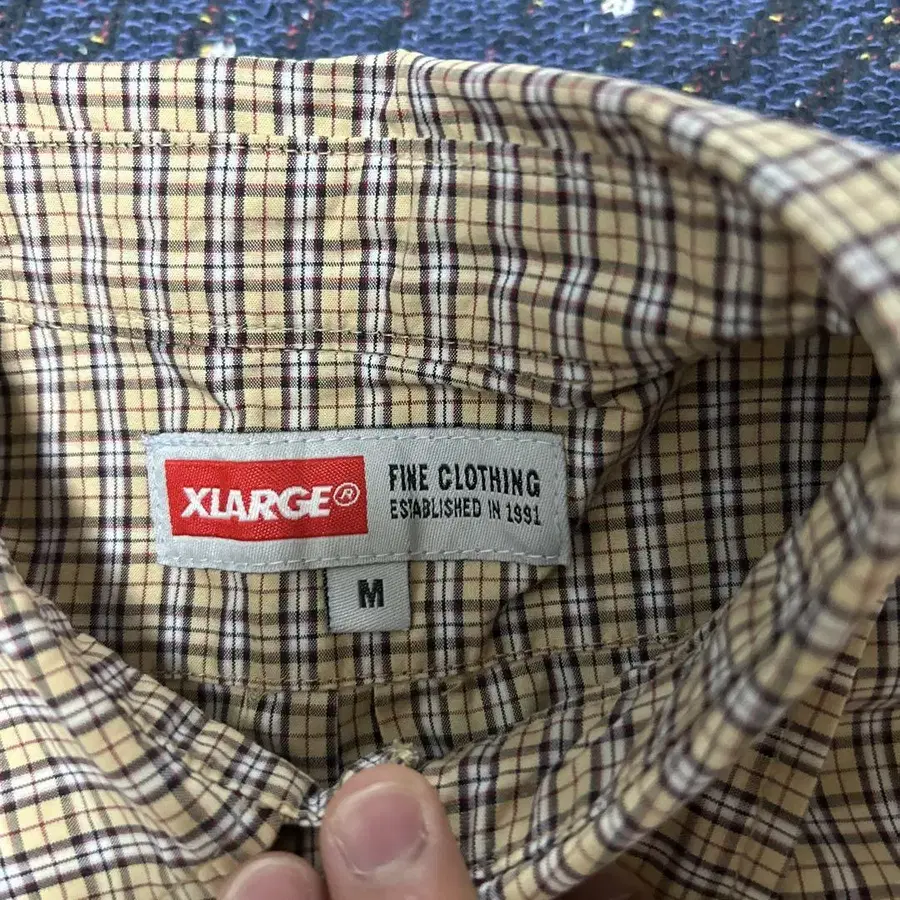 XLARGE®
FINE CLOTHING
ESTABLISHED IN 1991
M